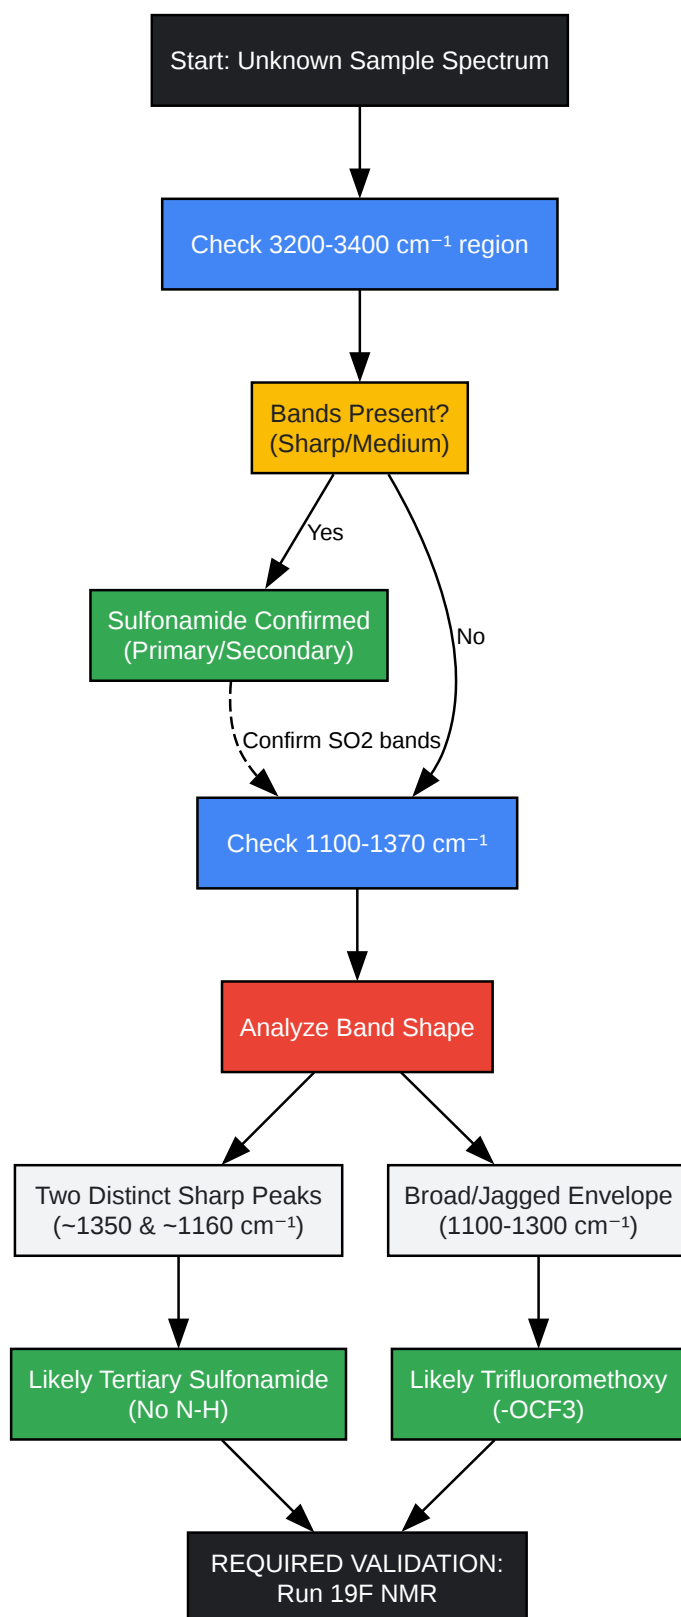 Start: Unknown Sample Spectrum
Check 3200-3400 cm⁻¹ region
Bands Present?
(Sharp/Medium)
Yes
Sulfonamide Confirmed
(Primary/Secondary)
No
Confirm SO2 bands
Check 1100-1370 cm⁻¹
Analyze Band Shape
Two Distinct Sharp Peaks
(~1350 & ~1160 cm⁻¹)
Broad/Jagged Envelope
(1100-1300 cm⁻¹)
Likely Tertiary Sulfonamide
(No N-H)
Likely Trifluoromethoxy
(-OCF3)
REQUIRED VALIDATION:
Run 19F NMR